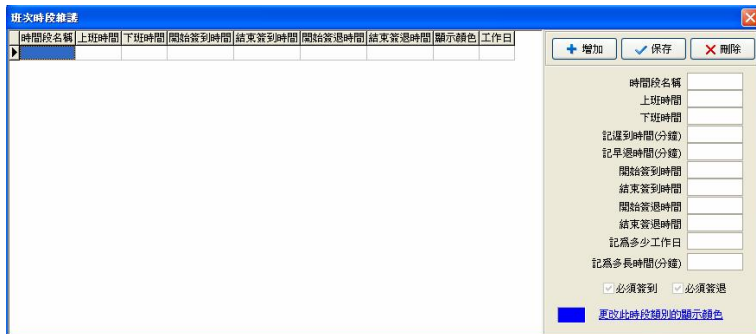 班次時段維護
時間段名稱 上班時間 下班時間 開始簽到時間 結束簽到時間 開始簽退時間 結束簽退時間 顯示顔色 工作日
增加 保存 刪除
時間段名稱
上班時間
下班時間
記遲到時間(分鐘)
記早退時間(分鐘)
開始簽到時間
結束簽到時間
開始簽退時間
結束簽退時間
記爲多少工作日
記爲多長時間(分鐘)
必須簽到 必須簽退
更改此時段類別的顯示顔色